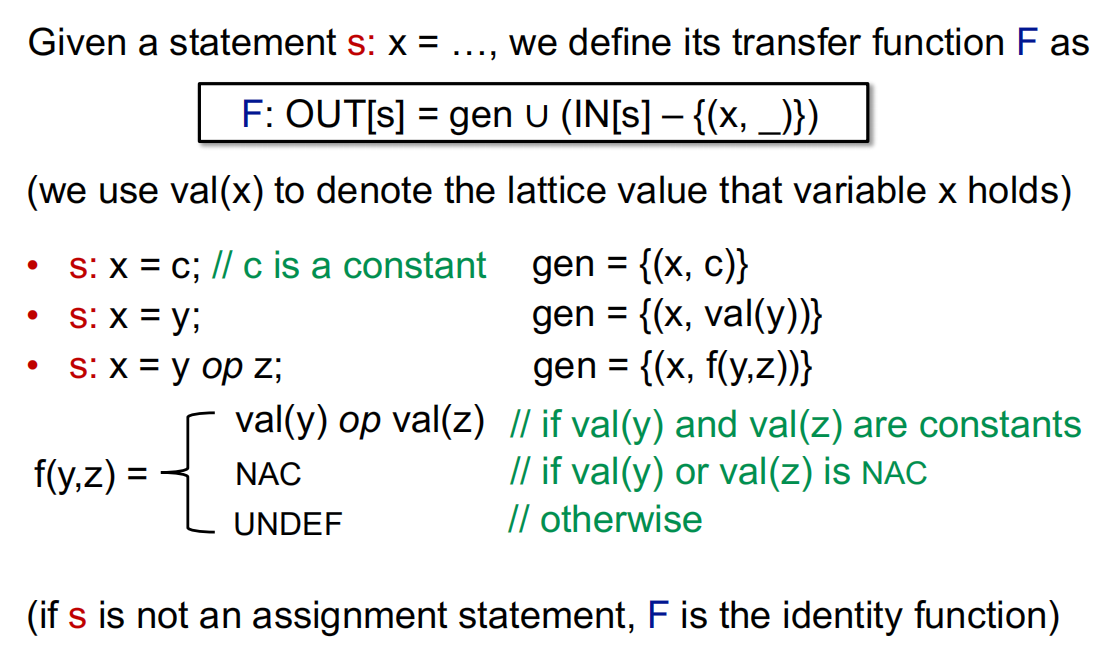 Given a statement s: x = …, we define its transfer function F as
F: OUT[s] = gen ∪ (IN[s] – {(x, _)})
(we use val(x) to denote the lattice value that variable x holds)
• s: x = c; // c is a constant gen = {(x, c)}
• s: x = y; gen = {(x, val(y))}
• s: x = y op z; gen = {(x, f(y,z))}
val(y) op val(z) // if val(y) and val(z) are constants
f(y,z) = NAC // if val(y) or val(z) is NAC
UNDEF // otherwise
(if s is not an assignment statement, F is the identity function)